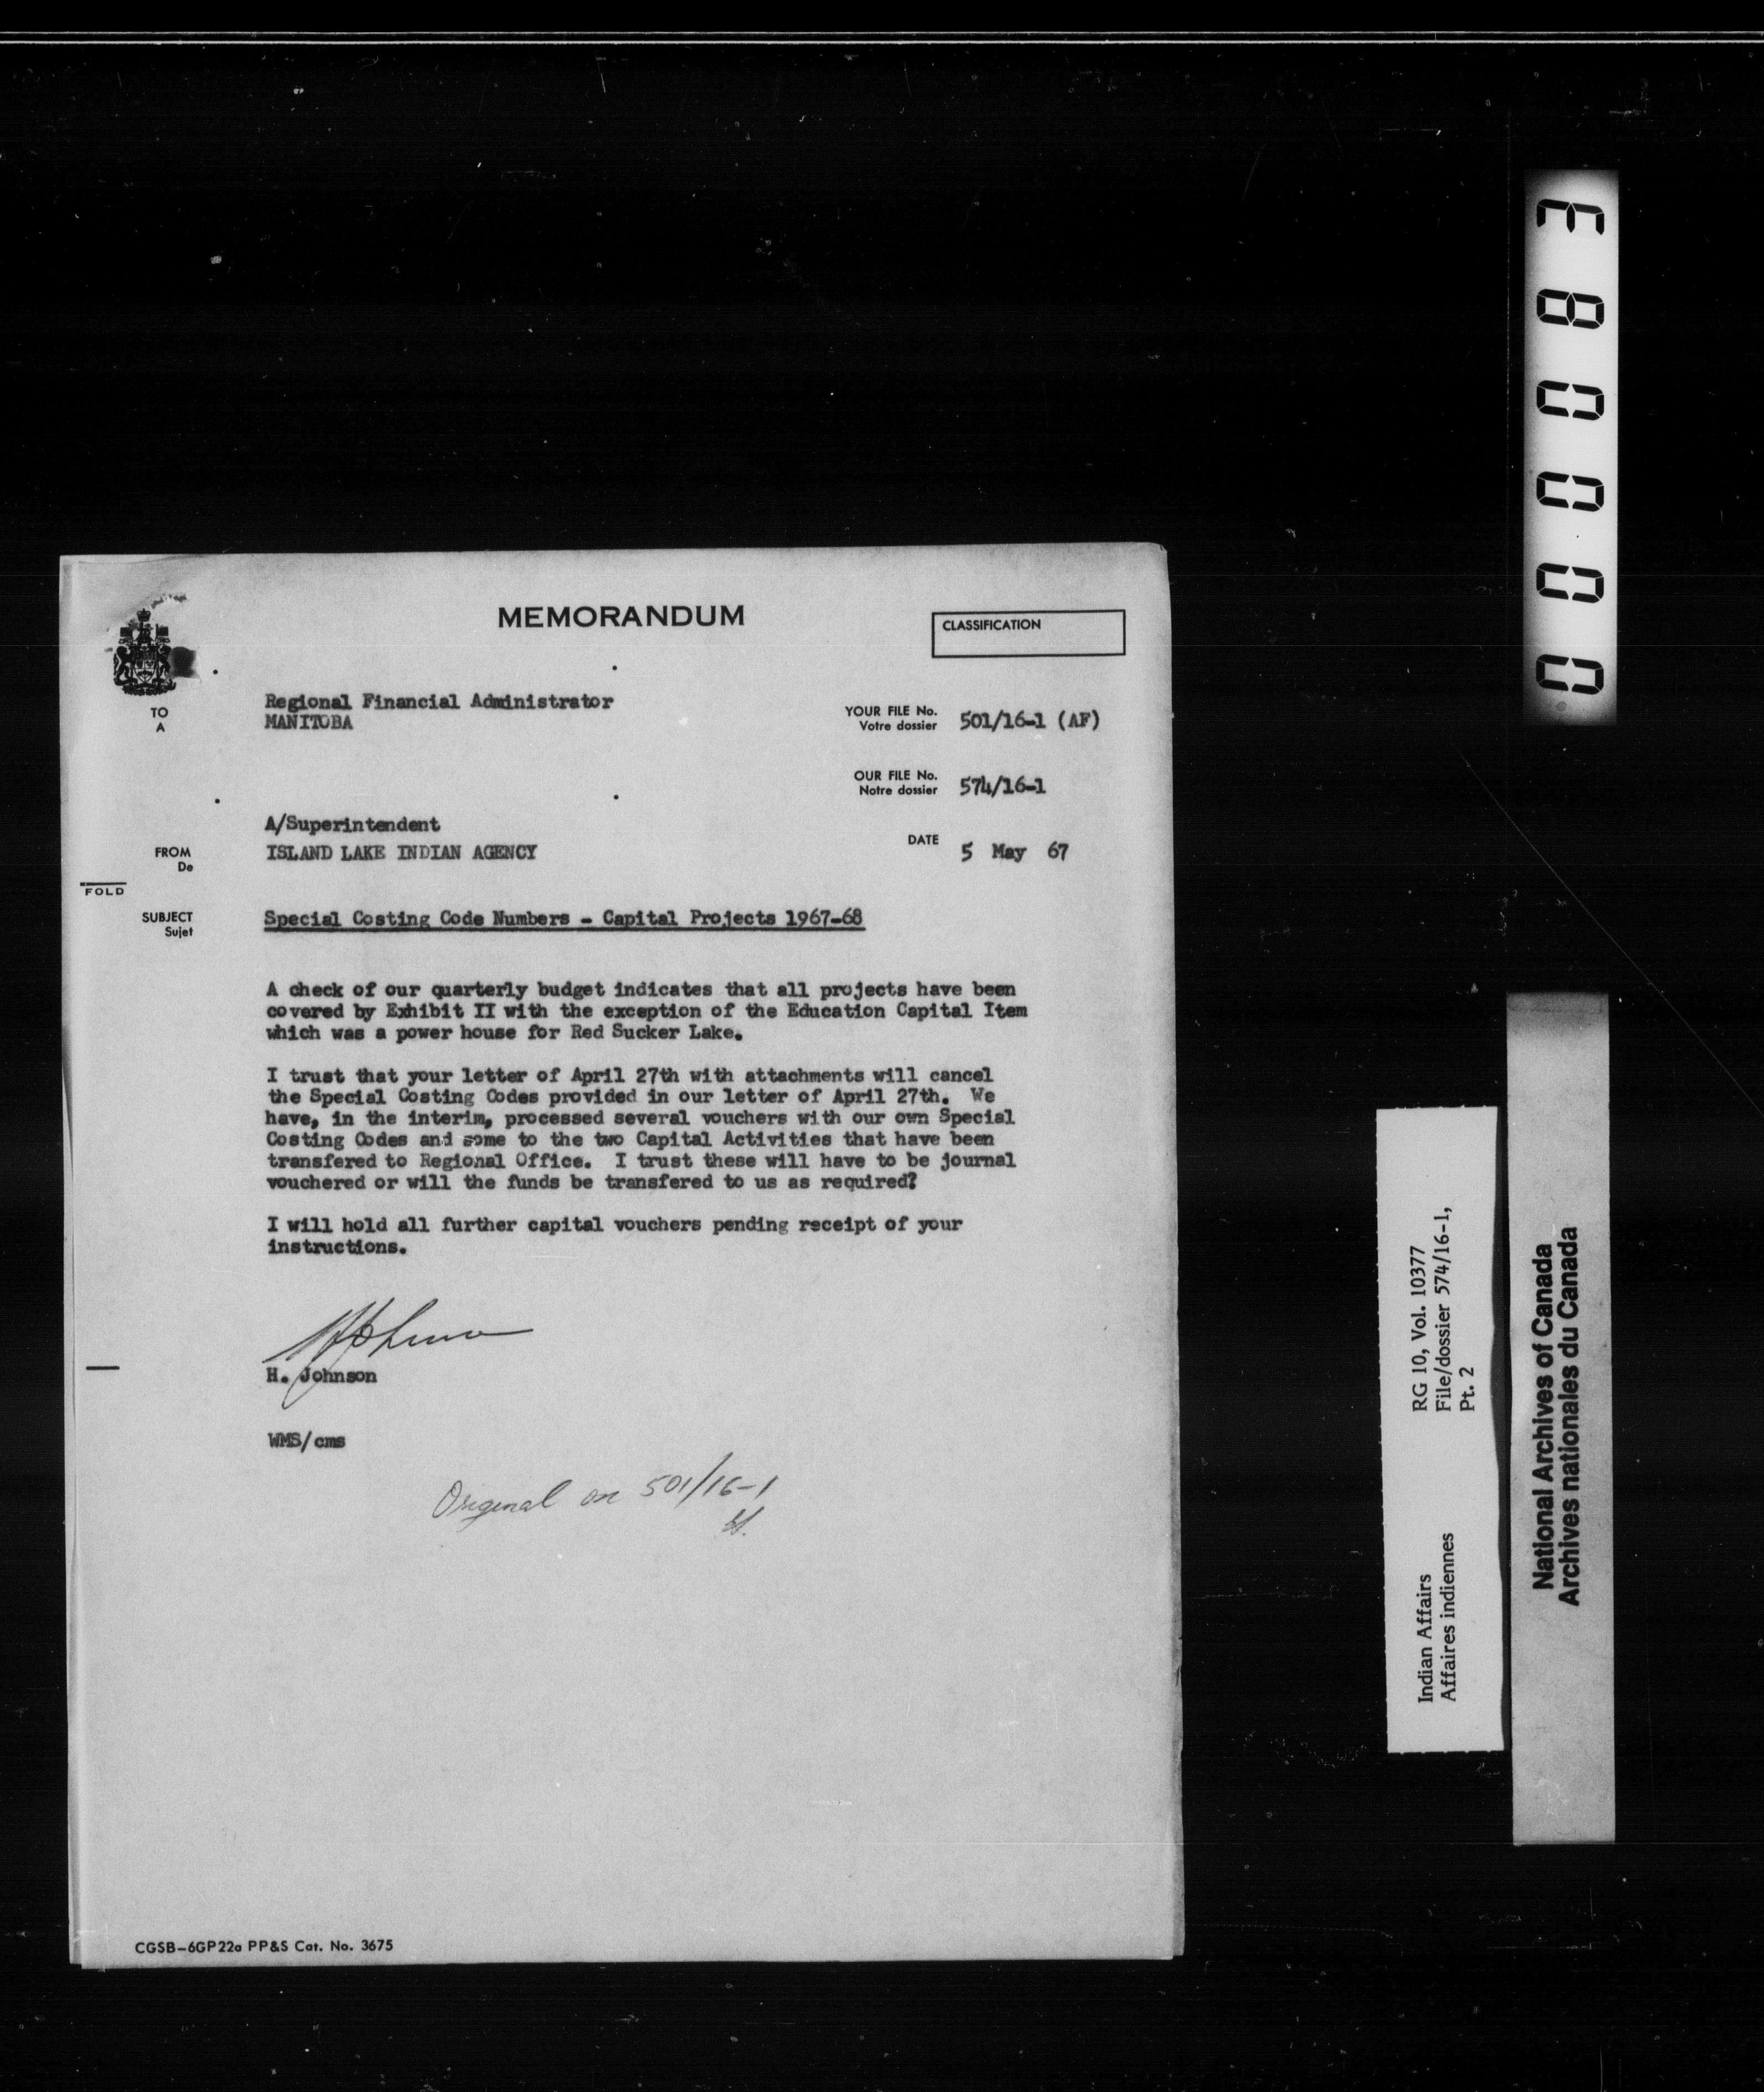 MEMORANDUM
CLASSIFICATION
TO
A
Regional Financial Administrator
MANITOBA
YOUR FILE No.
Votre dossier
501/16-1 (AF)
OUR FILE No.
Notre dossier
574/16-1
A/Superintendent
FROM
De
ISLAND LAKE INDIAN AGENCY
DATE
5 May 67
FOLD
SUBJECT
Sujet
Special Costing Code Numbers - Capital Projects 1967-68
A check of our quarterly budget indicates that all projects have been
covered by Exhibit II with the exception of the Education Capital Item
which was a power house for Red Sucker Lake.
I trust that your letter of April 27th with attachments will cancel
the Special Costing Codes provided in our letter of April 27th. We
have, in the interim, processed several vouchers with our own Special
Costing Codes and some to the two Capital Activities that have been
transfered to Regional Office. I trust these will have to be journal
vouchered or will the funds be transfered to us as required?
I will hold all further capital vouchers pending receipt of your
instructions.
H Johnson
H. Johnson
WMS/cms
Original on 501/16-1
CGSB-6GP22a PP&S Cat. No. 3675
000083
Indian Affairs
Affaires indiennes
RG 10, Vol. 10377
File/dossier 574/16-1,
Pt. 2
National Archives of Canada
Archives nationales du Canada